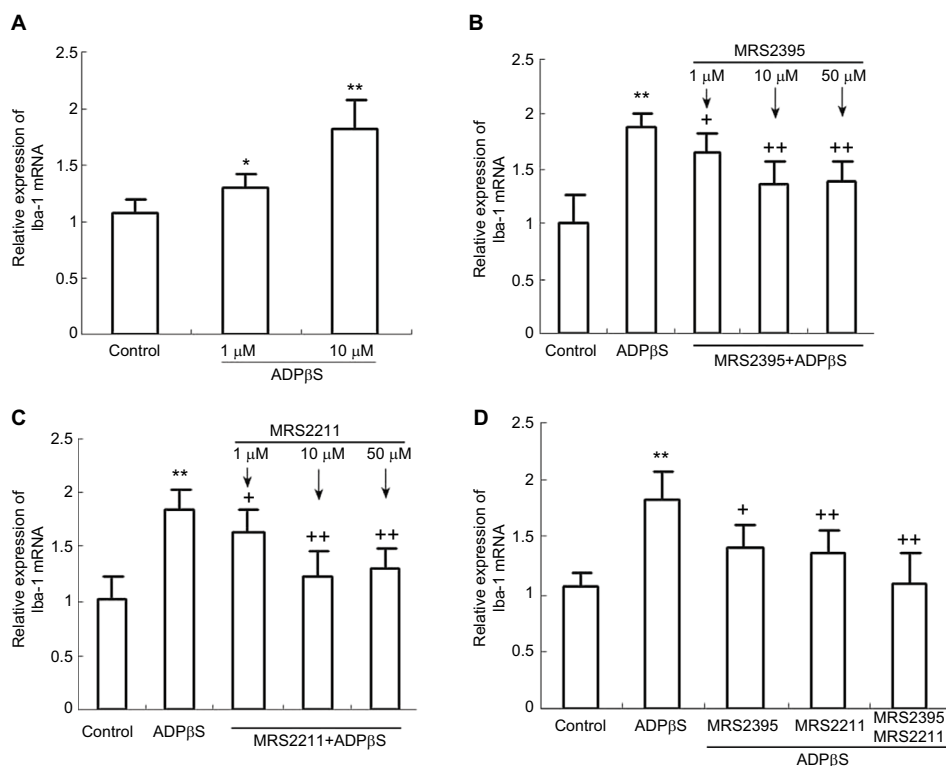 A
Relative expression of
Iba-1 mRNA
2.5
2
1.5
1
0.5
0
*
**
Control
1 μM
10 μM
ADPβS
B
Relative expression of
Iba-1 mRNA
2.5
2
1.5
1
0.5
0
MRS2395
1 μM
10 μM
50 μM
**
+
++
++
Control
ADPβS
MRS2395+ADPβS
C
Relative expression of
Iba-1 mRNA
2.5
2
1.5
1
0.5
0
MRS2211
1 μM
10 μM
50 μM
**
+
++
++
Control
ADPβS
MRS2211+ADPβS
D
Relative expression of
Iba-1 mRNA
2.5
2
1.5
1
0.5
0
**
+
++
++
Control
ADPβS
MRS2395
MRS2211
MRS2395
MRS2211
ADPβS